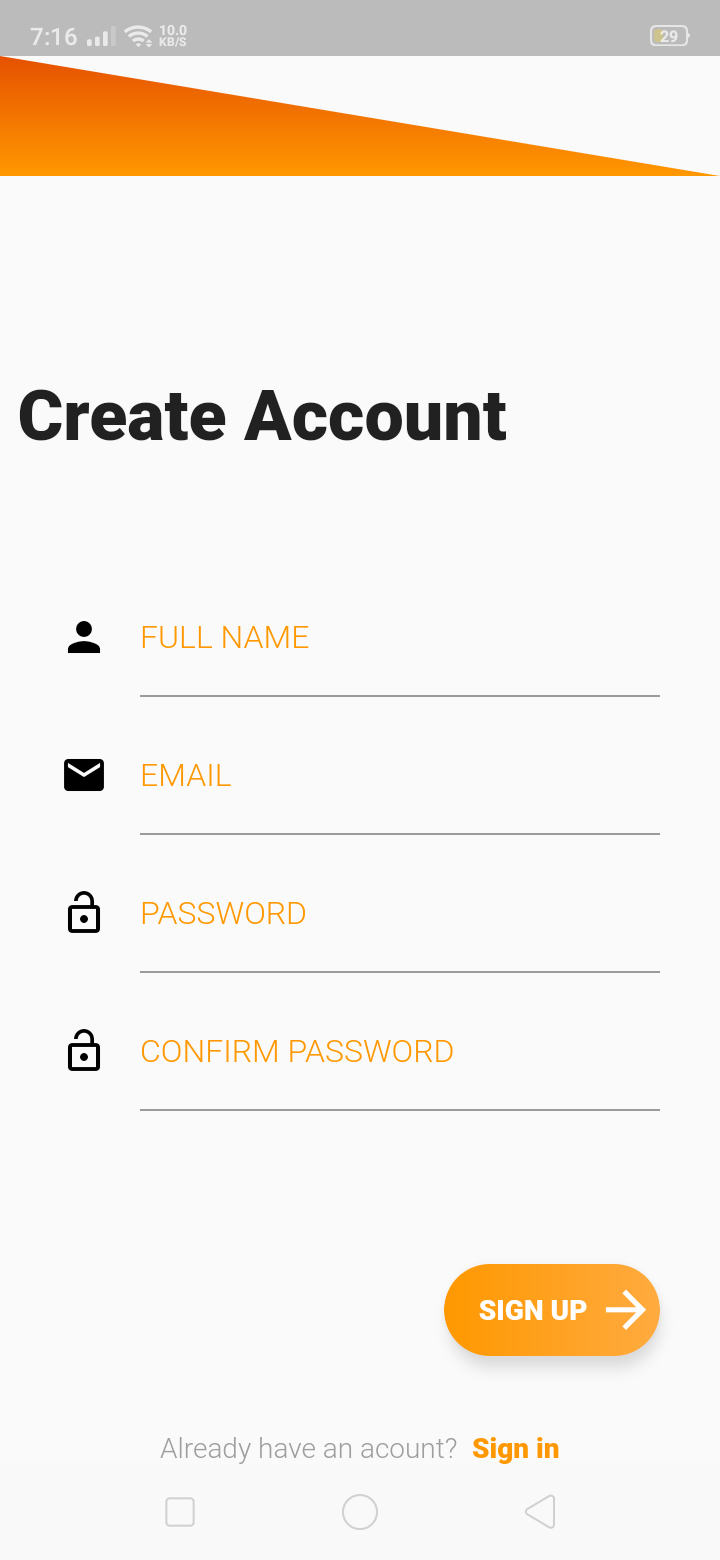 7:16 10.0 KB/S 29
Create Account
FULL NAME
EMAIL
PASSWORD
CONFIRM PASSWORD
SIGN UP
Already have an acount? Sign in